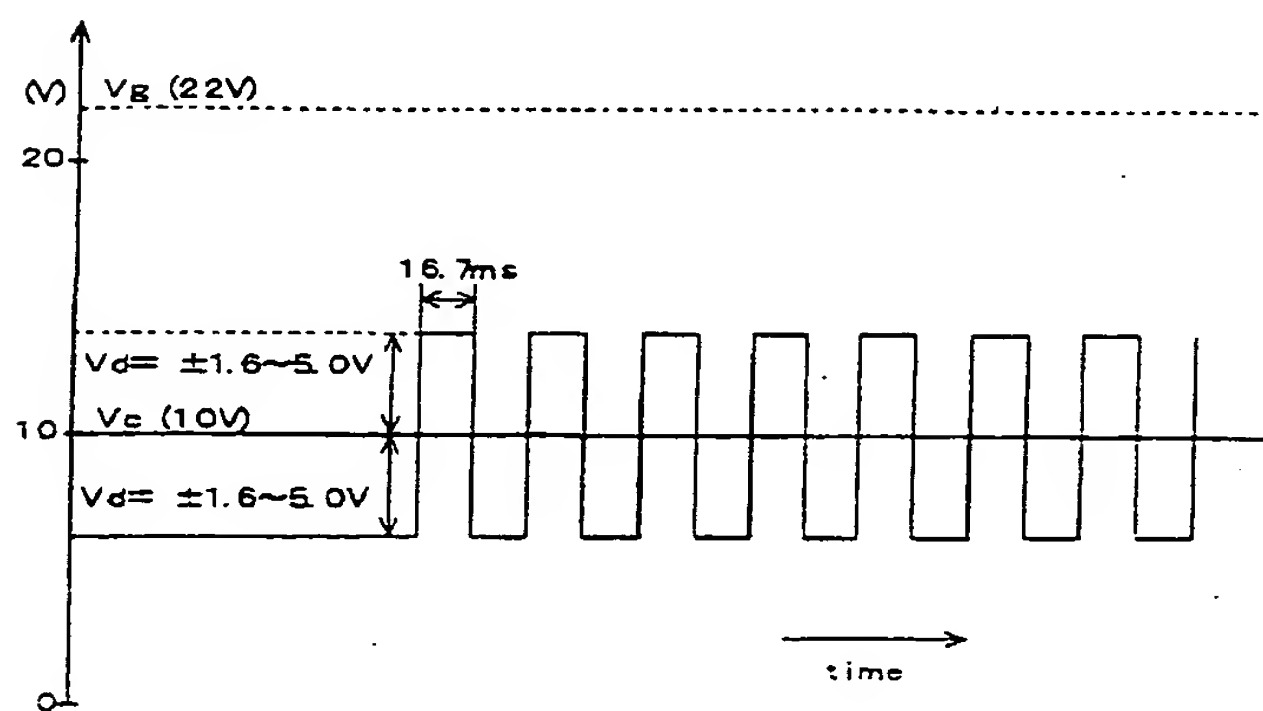 (V)
Vg (22V)
20
16.7ms
Vd= ±1.6~5.0V
Vc (10V)
10
Vd= ±1.6~5.0V
time
0